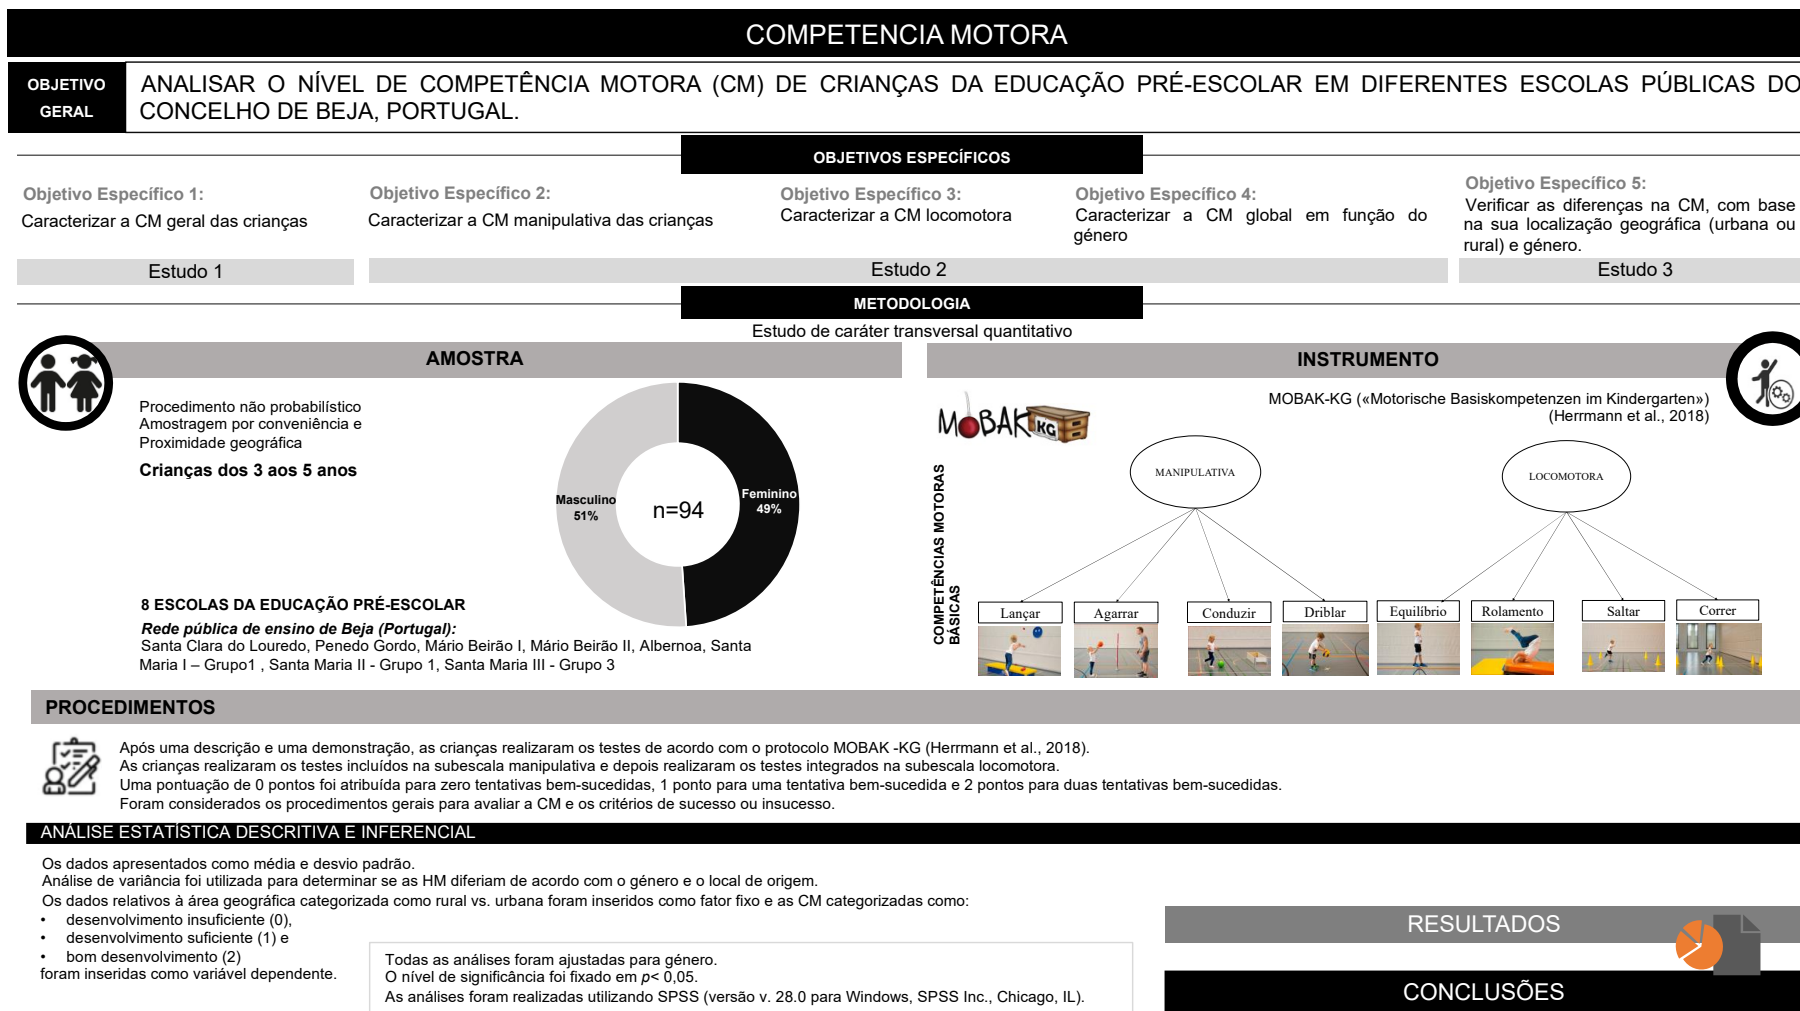 COMPETENCIA MOTORA
OBJETIVO
GERAL
ANALISAR O NÍVEL DE COMPETÊNCIA MOTORA (CM) DE CRIANÇAS DA EDUCAÇÃO PRÉ-ESCOLAR EM DIFERENTES ESCOLAS PÚBLICAS DO
CONCELHO DE BEJA, PORTUGAL.
OBJETIVOS ESPECÍFICOS
Objetivo Específico 1:
Caracterizar a CM geral das crianças
Objetivo Específico 2:
Caracterizar a CM manipulativa das crianças
Objetivo Específico 3:
Caracterizar a CM locomotora
Objetivo Específico 4:
Caracterizar a CM global em função do
género
Objetivo Específico 5:
Verificar as diferenças na CM, com base
na sua localização geográfica (urbana ou
rural) e género.
Estudo 1
Estudo 2
Estudo 3
METODOLOGIA
Estudo de caráter transversal quantitativo
AMOSTRA
Procedimento não probabilístico
Amostragem por conveniência e
Proximidade geográfica
Crianças dos 3 aos 5 anos
Masculino
51%
n=94
Feminino
49%
8 ESCOLAS DA EDUCAÇÃO PRÉ-ESCOLAR
Rede pública de ensino de Beja (Portugal):
Santa Clara do Louredo, Penedo Gordo, Mário Beirão I, Mário Beirão II, Albernoa, Santa
Maria I – Grupo1 , Santa Maria II - Grupo 1, Santa Maria III - Grupo 3
INSTRUMENTO
MOBAK KG
MOBAK-KG («Motorische Basiskompetenzen im Kindergarten»)
(Herrmann et al., 2018)
COMPETÊNCIAS MOTORAS
BÁSICAS
MANIPULATIVA
LOCOMOTORA
Lançar
Agarrar
Conduzir
Driblar
Equilíbrio
Rolamento
Saltar
Correr
PROCEDIMENTOS
Após uma descrição e uma demonstração, as crianças realizaram os testes de acordo com o protocolo MOBAK -KG (Herrmann et al., 2018).
As crianças realizaram os testes incluídos na subescala manipulativa e depois realizaram os testes integrados na subescala locomotora.
Uma pontuação de 0 pontos foi atribuída para zero tentativas bem-sucedidas, 1 ponto para uma tentativa bem-sucedida e 2 pontos para duas tentativas bem-sucedidas.
Foram considerados os procedimentos gerais para avaliar a CM e os critérios de sucesso ou insucesso.
ANÁLISE ESTATÍSTICA DESCRITIVA E INFERENCIAL
Os dados apresentados como média e desvio padrão.
Análise de variância foi utilizada para determinar se as HM diferiam de acordo com o género e o local de origem.
Os dados relativos à área geográfica categorizada como rural vs. urbana foram inseridos como fator fixo e as CM categorizadas como:
• desenvolvimento insuficiente (0),
• desenvolvimento suficiente (1) e
• bom desenvolvimento (2)
foram inseridas como variável dependente.
Todas as análises foram ajustadas para género.
O nível de significância foi fixado em p< 0,05.
As análises foram realizadas utilizando SPSS (versão v. 28.0 para Windows, SPSS Inc., Chicago, IL).
RESULTADOS
CONCLUSÕES